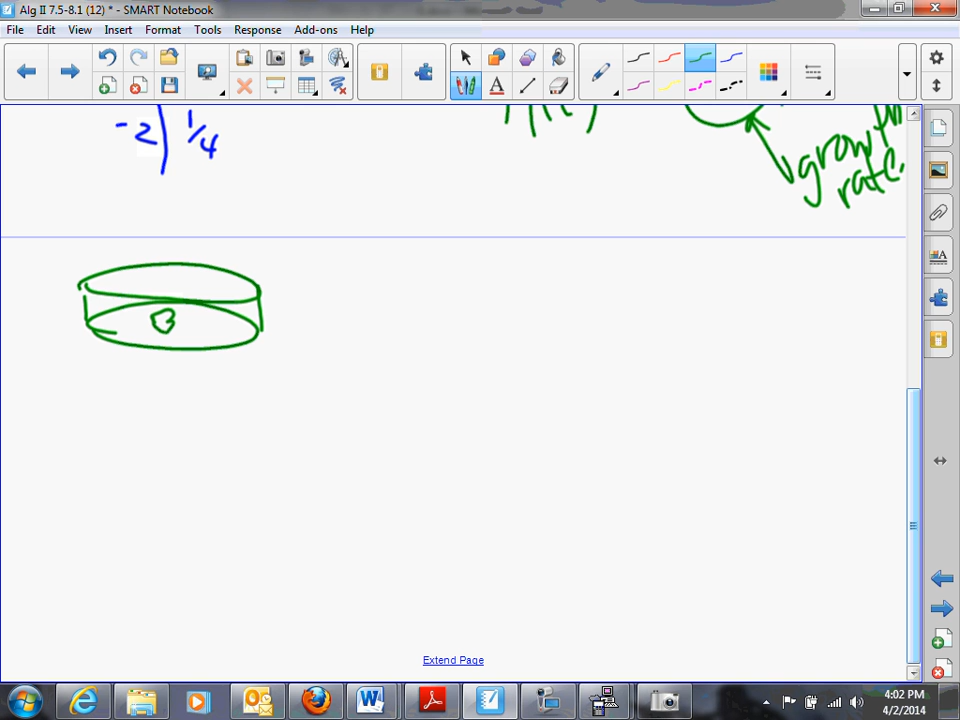 Alg II 7.5-8.1 (12) * - SMART Notebook
File Edit View Insert Format Tools Response Add-ons Help
-2 | 1/4
growth
rate.
Extend Page
4:02 PM
4/2/2014